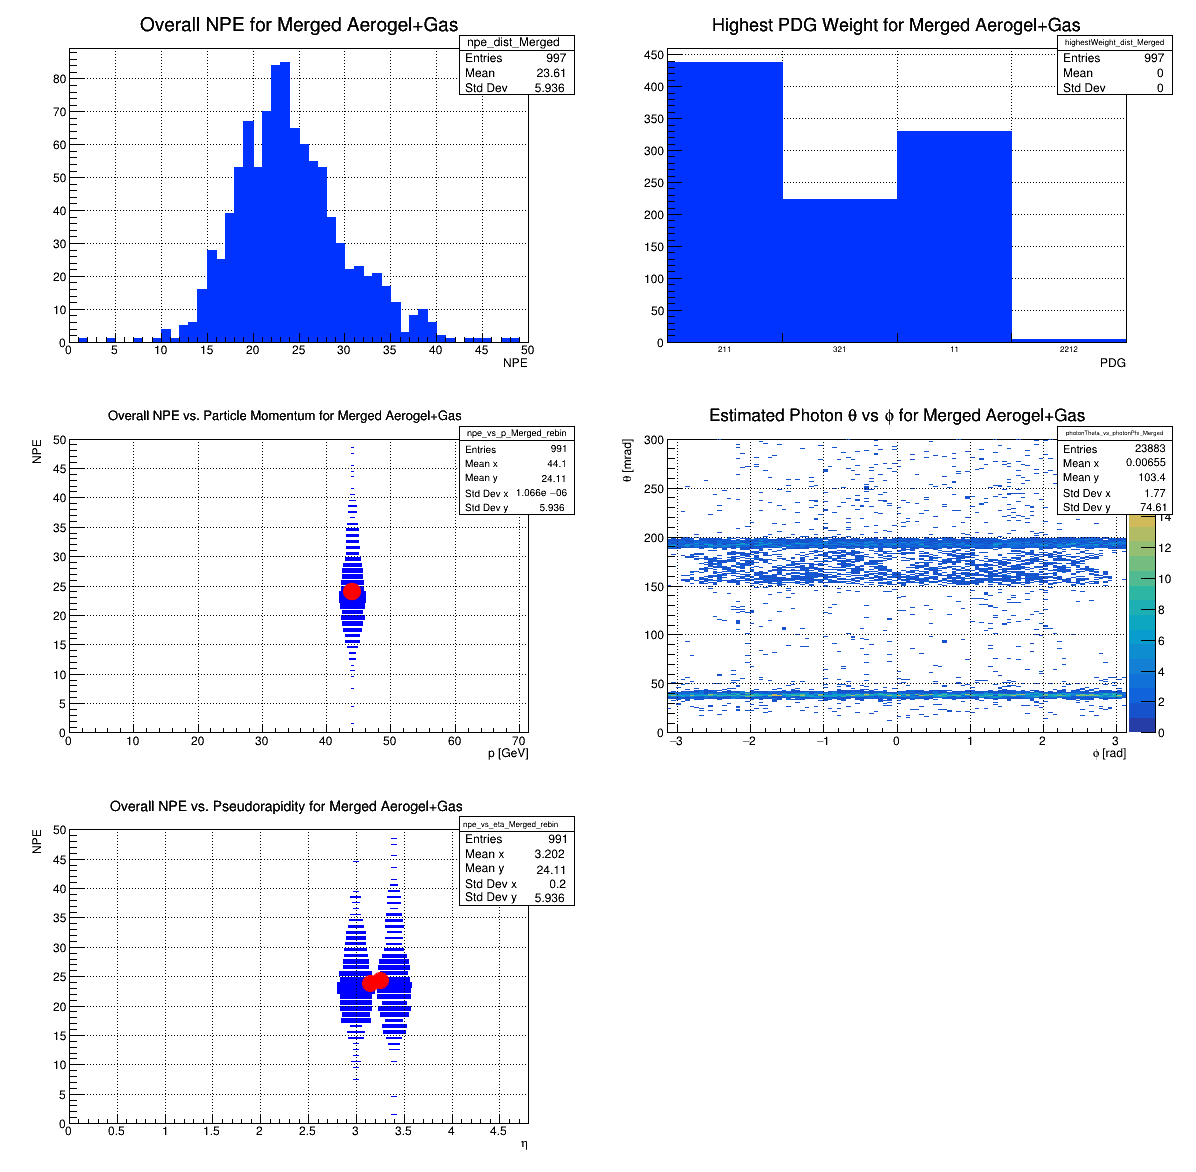 Overall NPE for Merged Aerogel+Gas
npe_dist_Merged
Entries 997
Mean 23.61
Std Dev 5.936
80
70
60
50
40
30
20
10
0
0 5 10 15 20 25 30 35 40 45 50
NPE
Highest PDG Weight for Merged Aerogel+Gas
highestWeight_dist_Merged
Entries 997
Mean 0
Std Dev 0
450
400
350
300
250
200
150
100
50
0
211 321 11 2212
PDG
Overall NPE vs. Particle Momentum for Merged Aerogel+Gas
npe_vs_p_Merged_rebin
Entries 991
Mean x 44.1
Mean y 24.11
Std Dev x 1.066e −06
Std Dev y 5.936
NPE
50
45
40
35
30
25
20
15
10
5
0
0 10 20 30 40 50 60 70
p [GeV]
Estimated Photon θ vs ϕ for Merged Aerogel+Gas
photonTheta_vs_photonPhi_Merged
Entries 23883
Mean x 0.00655
Mean y 103.4
Std Dev x 1.77
Std Dev y 74.61
θ [mrad]
300
250
200
150
100
50
0
−3 −2 −1 0 1 2 3
ϕ [rad]
14
12
10
8
6
4
2
0
Overall NPE vs. Pseudorapidity for Merged Aerogel+Gas
npe_vs_eta_Merged_rebin
Entries 991
Mean x 3.202
Mean y 24.11
Std Dev x 0.2
Std Dev y 5.936
NPE
50
45
40
35
30
25
20
15
10
5
0
0 0.5 1 1.5 2 2.5 3 3.5 4 4.5
η